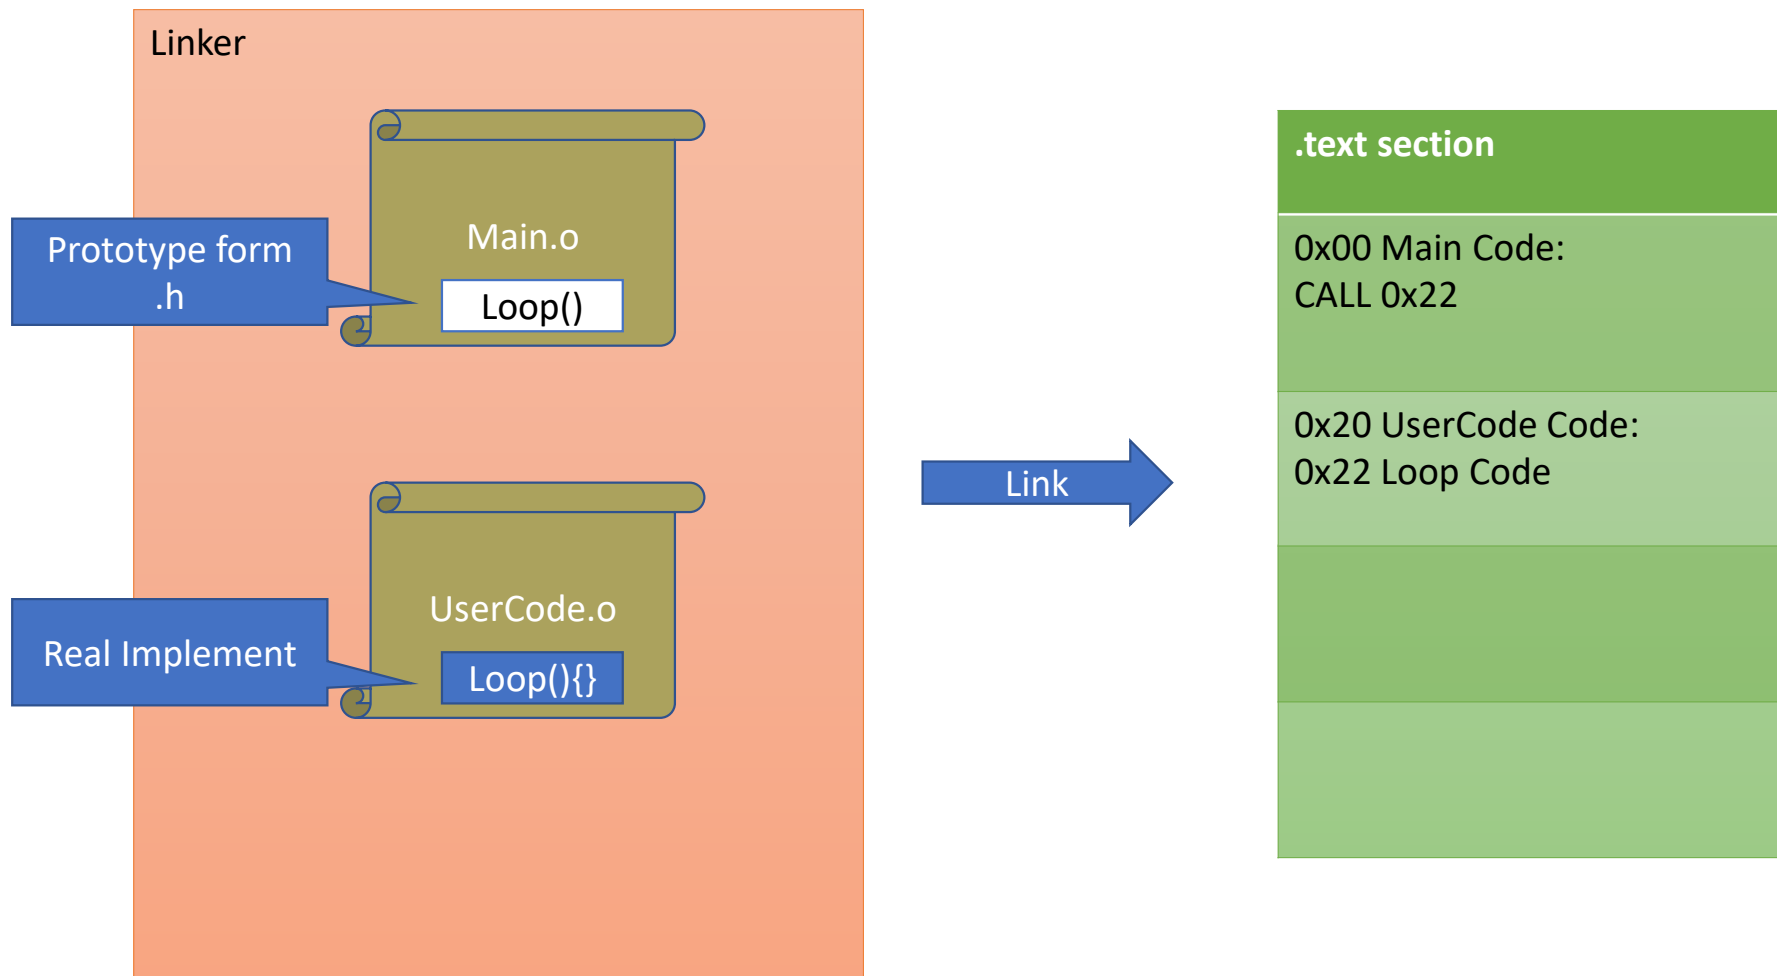 Linker
Main.o
Prototype form
.h
Loop()
UserCode.o
Real Implement
Loop(){}
Link
.text section
0x00 Main Code:
CALL 0x22
0x20 UserCode Code:
0x22 Loop Code